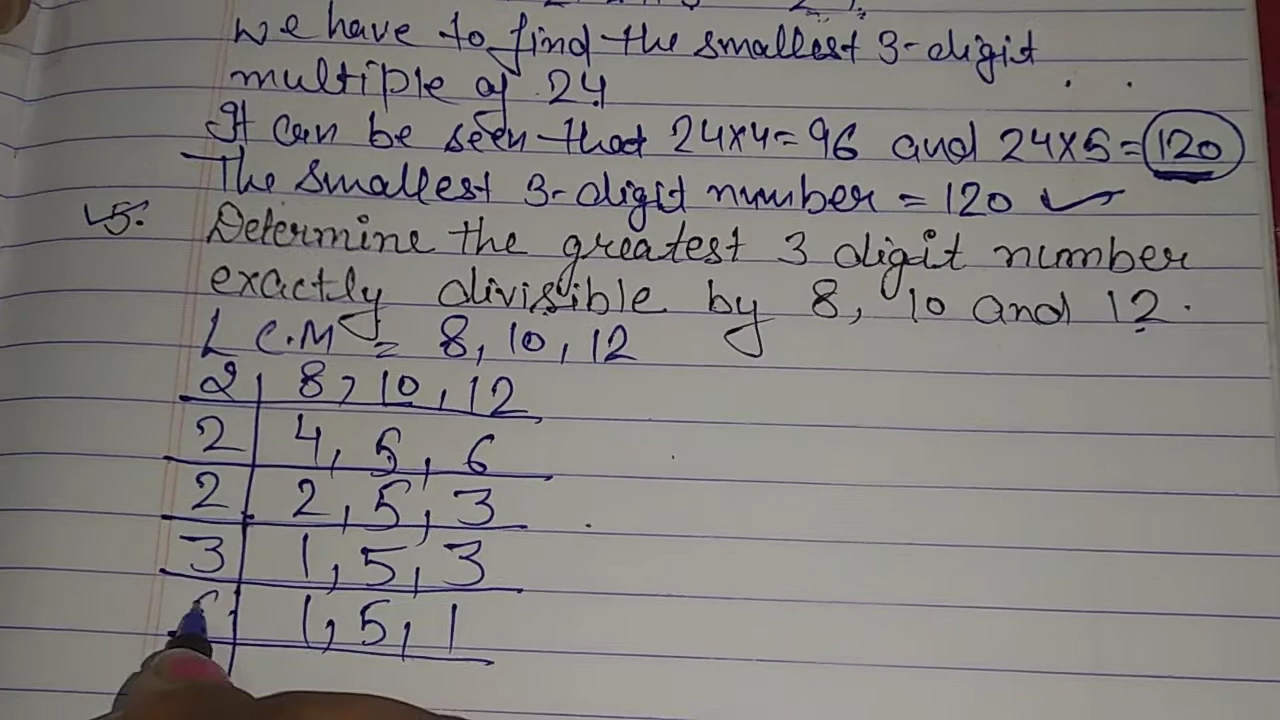 we have to find the smallest 3-digit
multiple of 24
It can be seen that 24×4=96 and 24×5=120
The smallest 3-digit number = 120
5. Determine the greatest 3 digit number
exactly divisible by 8, 10 and 12.
L C.M = 8, 10, 12
2 8, 10, 12
2 4, 5, 6
2 2, 5, 3
3 1, 5, 3
1, 5, 1